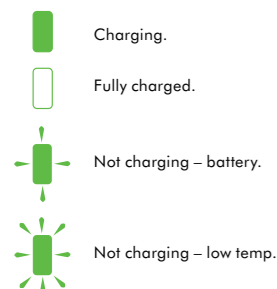 Charging.
Fully charged.
Not charging – battery.
Not charging – low temp.